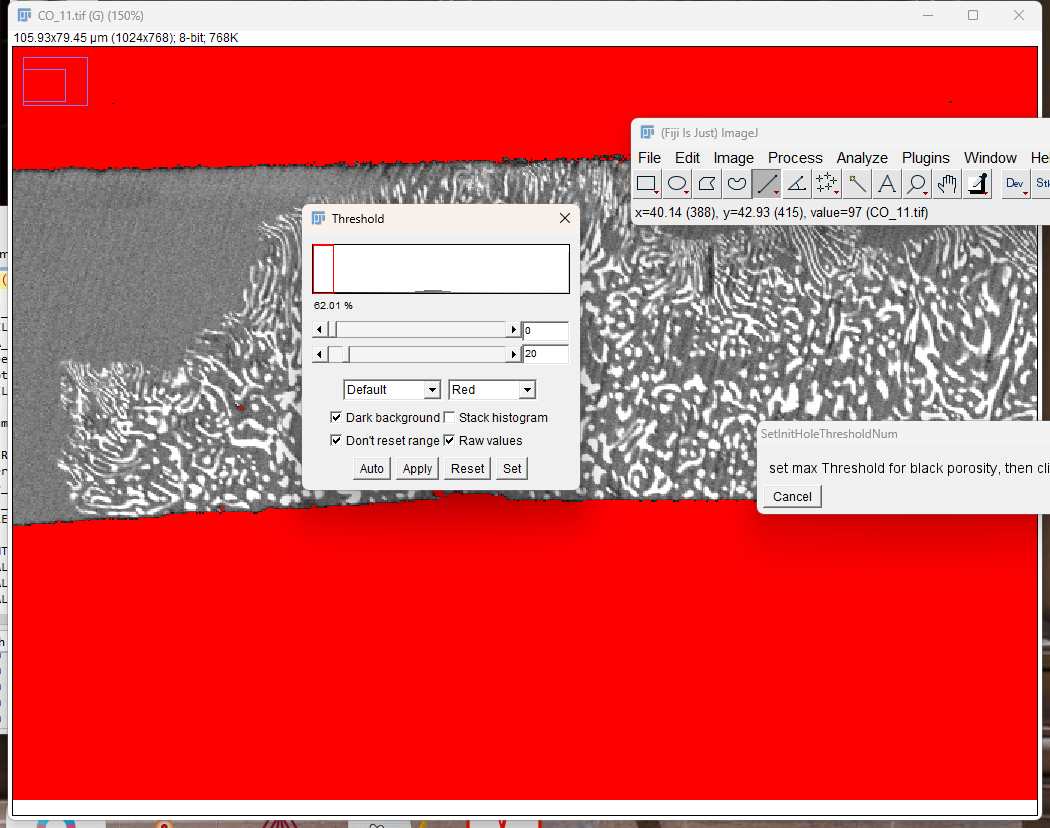 CO_11.tif (G) (150%)
105.93x79.45 µm (1024x768); 8-bit; 768K
(Fiji Is Just) ImageJ
File Edit Image Process Analyze Plugins Window Hel
Dev Stk
x=40.14 (388), y=42.93 (415), value=97 (CO_11.tif)
Threshold
62.01 %
0
20
Default Red
Dark background Stack histogram
Don't reset range Raw values
Auto Apply Reset Set
SetInitHoleThresholdNum
set max Threshold for black porosity, then cli
Cancel